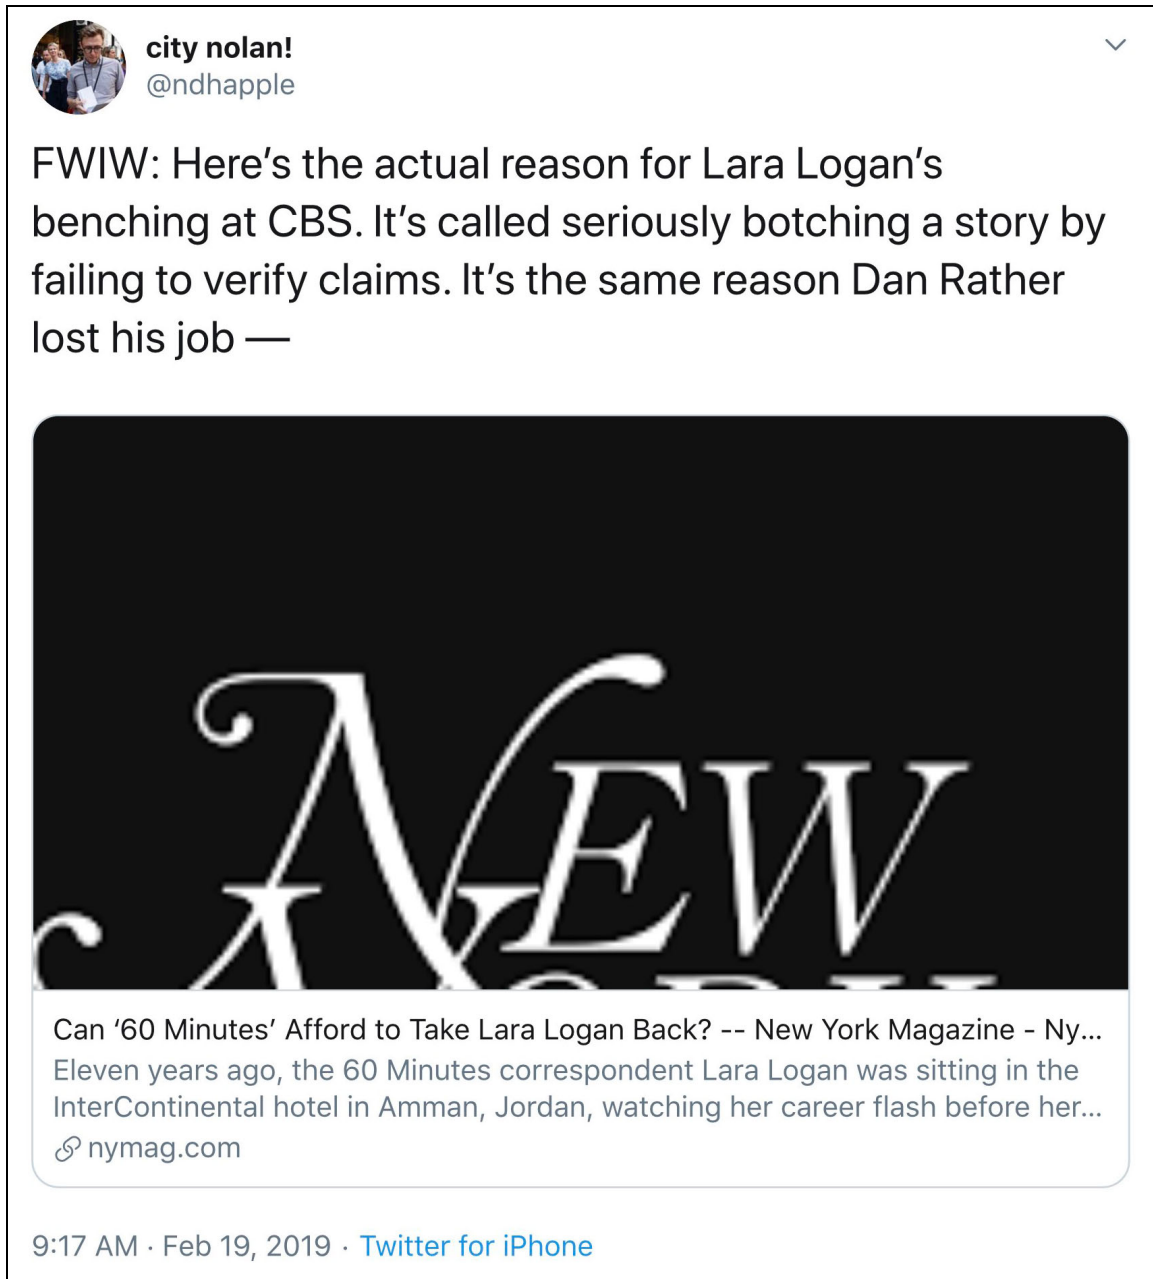 city nolan!
@ndhapple
FWIW: Here’s the actual reason for Lara Logan’s
benching at CBS. It’s called seriously botching a story by
failing to verify claims. It’s the same reason Dan Rather
lost his job —
NEW
Can ‘60 Minutes’ Afford to Take Lara Logan Back? -- New York Magazine - Ny...
Eleven years ago, the 60 Minutes correspondent Lara Logan was sitting in the
InterContinental hotel in Amman, Jordan, watching her career flash before her...
nymag.com
9:17 AM · Feb 19, 2019 · Twitter for iPhone